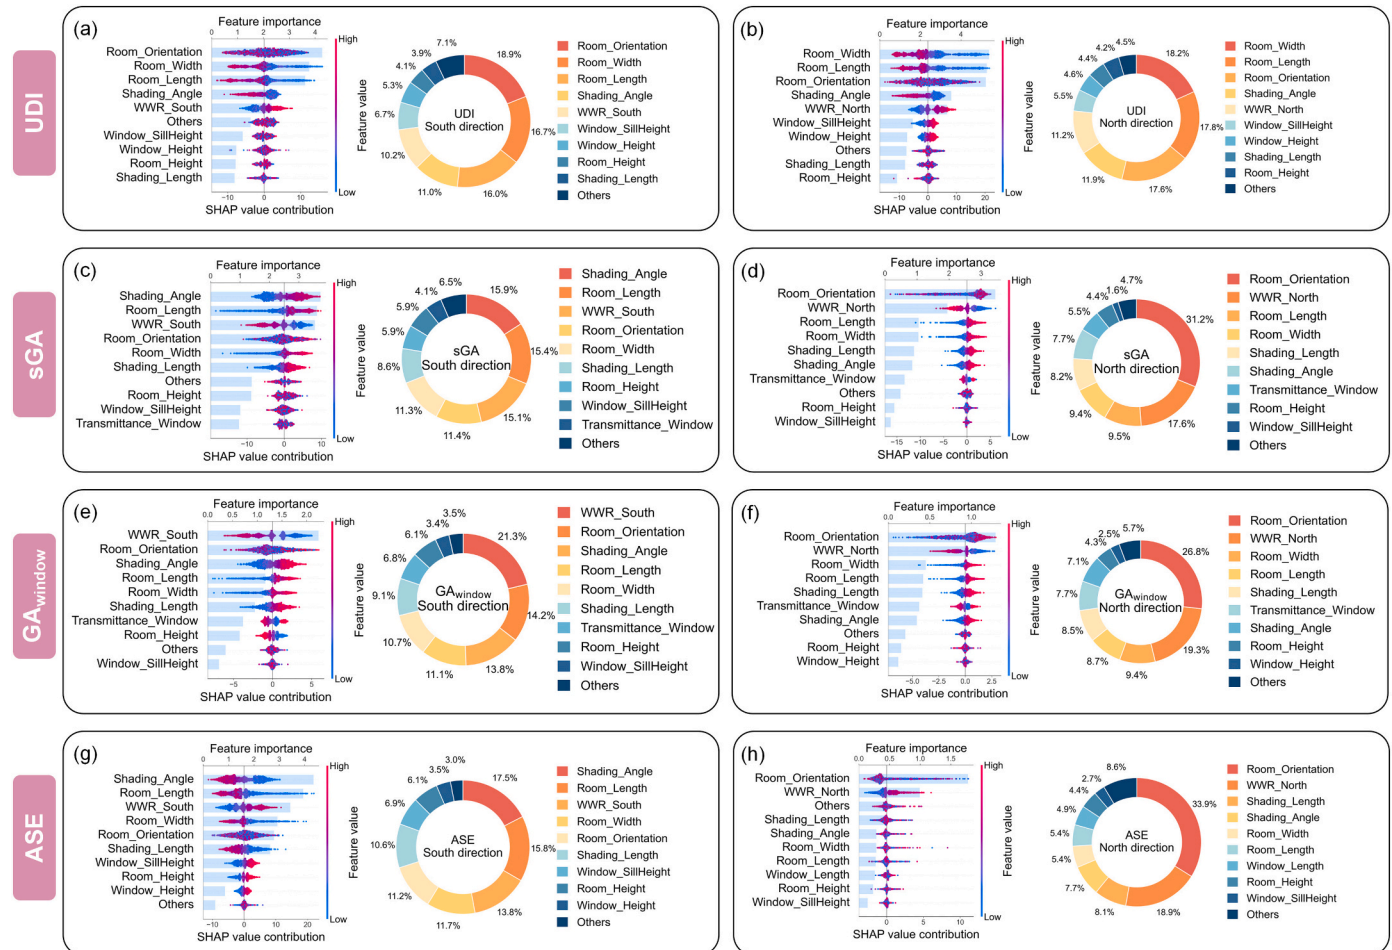 UDI
(a)
Feature importance
0 2 4
High
Room_Orientation
Room_Width
Room_Length
Shading_Angle
WWR_South
Others
Window_SillHeight
Window_Height
Room_Height
Shading_Length
−10 0 10
SHAP value contribution
Low
Feature value
7.1%
3.9%
4.1%
5.3%
6.7%
10.2%
11.0%
16.0%
16.7%
18.9%
UDI
South direction
Room_Orientation
Room_Width
Room_Length
Shading_Angle
WWR_South
Window_SillHeight
Window_Height
Room_Height
Shading_Length
Others
(b)
Feature importance
0 2 4
High
Room_Width
Room_Length
Room_Orientation
Shading_Angle
WWR_North
Window_SillHeight
Window_Height
Others
Shading_Length
Room_Height
0 10 20
SHAP value contribution
Low
Feature value
4.5%
4.2%
4.4%
4.6%
5.5%
11.2%
11.9%
17.6%
17.8%
18.2%
UDI
North direction
Room_Width
Room_Length
Room_Orientation
Shading_Angle
WWR_North
Window_SillHeight
Window_Height
Shading_Length
Room_Height
Others
sGA
(c)
Feature importance
0 1 2 3
High
Shading_Angle
Room_Length
WWR_South
Room_Orientation
Room_Width
Shading_Length
Others
Room_Height
Window_SillHeight
Transmittance_Window
−10 −5 0 5 10
SHAP value contribution
Low
Feature value
6.5%
4.1%
5.9%
5.9%
8.6%
11.3%
11.4%
15.1%
15.4%
15.9%
sGA
South direction
Shading_Angle
Room_Length
WWR_South
Room_Orientation
Room_Width
Shading_Length
Room_Height
Window_SillHeight
Transmittance_Window
Others
(d)
Feature importance
0 1 2 3
High
Room_Orientation
WWR_North
Room_Length
Room_Width
Shading_Length
Shading_Angle
Transmittance_Window
Others
Room_Height
Window_SillHeight
−15 −10 −5 0 5
SHAP value contribution
Low
Feature value
4.7%
1.6%
4.4%
5.5%
7.7%
8.2%
9.4%
9.5%
17.6%
31.2%
sGA
North direction
Room_Orientation
WWR_North
Room_Length
Room_Width
Shading_Length
Shading_Angle
Transmittance_Window
Room_Height
Window_SillHeight
Others
GAwindow
(e)
Feature importance
0.0 0.5 1.0 1.5 2.0
High
WWR_South
Room_Orientation
Shading_Angle
Room_Length
Room_Width
Shading_Length
Transmittance_Window
Room_Height
Others
Window_SillHeight
−5 0 5
SHAP value contribution
Low
Feature value
3.5%
3.4%
6.1%
6.8%
9.1%
10.7%
11.1%
13.8%
14.2%
21.3%
GAwindow
South direction
WWR_South
Room_Orientation
Shading_Angle
Room_Length
Room_Width
Shading_Length
Transmittance_Window
Room_Height
Window_SillHeight
Others
(f)
Feature importance
0.0 0.5 1.0
High
Room_Orientation
WWR_North
Room_Width
Room_Length
Shading_Length
Transmittance_Window
Shading_Angle
Others
Room_Height
Window_Height
−5.0 −2.5 0.0 2.5
SHAP value contribution
Low
Feature value
5.7%
2.5%
4.3%
7.1%
7.7%
8.5%
8.7%
9.4%
19.3%
26.8%
GAwindow
North direction
Room_Orientation
WWR_North
Room_Width
Room_Length
Shading_Length
Transmittance_Window
Shading_Angle
Room_Height
Window_Height
Others
ASE
(g)
Feature importance
0 1 2 3 4
High
Shading_Angle
Room_Length
WWR_South
Room_Width
Room_Orientation
Shading_Length
Window_SillHeight
Room_Height
Window_Height
Others
−10 0 10 20
SHAP value contribution
Low
Feature value
3.0%
3.5%
6.1%
6.9%
10.6%
11.2%
11.7%
13.8%
15.8%
17.5%
ASE
South direction
Shading_Angle
Room_Length
WWR_South
Room_Width
Room_Orientation
Shading_Length
Window_SillHeight
Room_Height
Window_Height
Others
(h)
Feature importance
0.0 0.5 1.0 1.5
High
Room_Orientation
WWR_North
Others
Shading_Length
Shading_Angle
Room_Width
Room_Length
Window_Length
Room_Height
Window_SillHeight
0 5 10
SHAP value contribution
Low
Feature value
8.6%
2.7%
4.4%
4.9%
5.4%
5.4%
7.7%
8.1%
18.9%
33.9%
ASE
North direction
Room_Orientation
WWR_North
Shading_Length
Shading_Angle
Room_Width
Room_Length
Window_Length
Room_Height
Window_SillHeight
Others